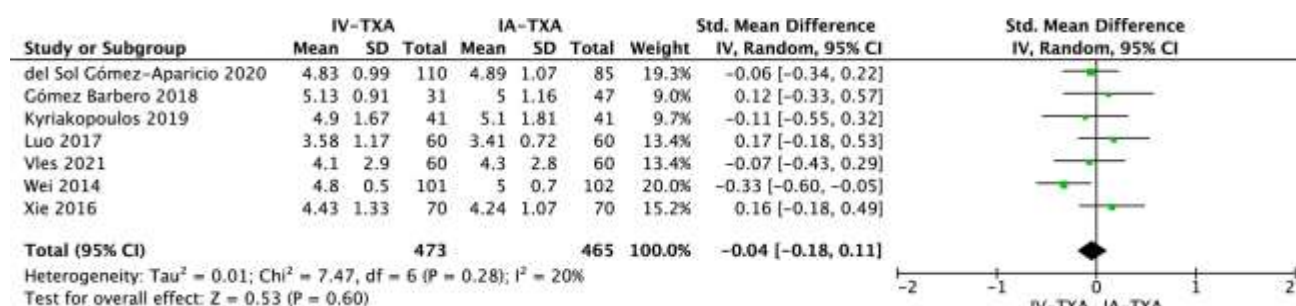 IV-TXA IA-TXA Std. Mean Difference Std. Mean Difference
Study or Subgroup Mean SD Total Mean SD Total Weight IV, Random, 95% CI IV, Random, 95% CI
del Sol Gómez-Aparicio 2020 4.83 0.99 110 4.89 1.07 85 19.3% -0.06 [-0.34, 0.22]
Gómez Barbero 2018 5.13 0.91 31 5 1.16 47 9.0% 0.12 [-0.33, 0.57]
Kyriakopoulos 2019 4.9 1.67 41 5.1 1.81 41 9.7% -0.11 [-0.55, 0.32]
Luo 2017 3.58 1.17 60 3.41 0.72 60 13.4% 0.17 [-0.18, 0.53]
Vles 2021 4.1 2.9 60 4.3 2.8 60 13.4% -0.07 [-0.43, 0.29]
Wei 2014 4.8 0.5 101 5 0.7 102 20.0% -0.33 [-0.60, -0.05]
Xie 2016 4.43 1.33 70 4.24 1.07 70 15.2% 0.16 [-0.18, 0.49]
Total (95% CI) 473 465 100.0% -0.04 [-0.18, 0.11]
Heterogeneity: Tau² = 0.01; Chi² = 7.47, df = 6 (P = 0.28); I² = 20%
Test for overall effect: Z = 0.53 (P = 0.60)
-2 -1 0 1 2
IV-TXA IA-TXA